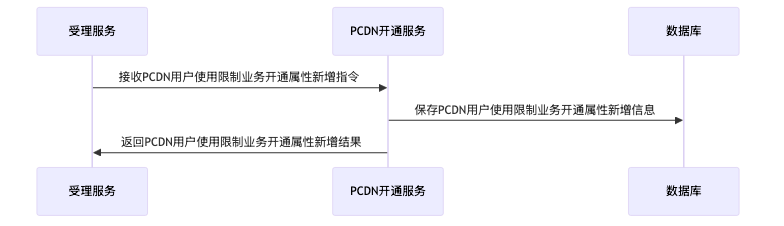 受理服务
PCDN开通服务
数据库
接收PCDN用户使用限制业务开通属性新增指令
保存PCDN用户使用限制业务开通属性新增信息
返回PCDN用户使用限制业务开通属性新增结果
受理服务
PCDN开通服务
数据库